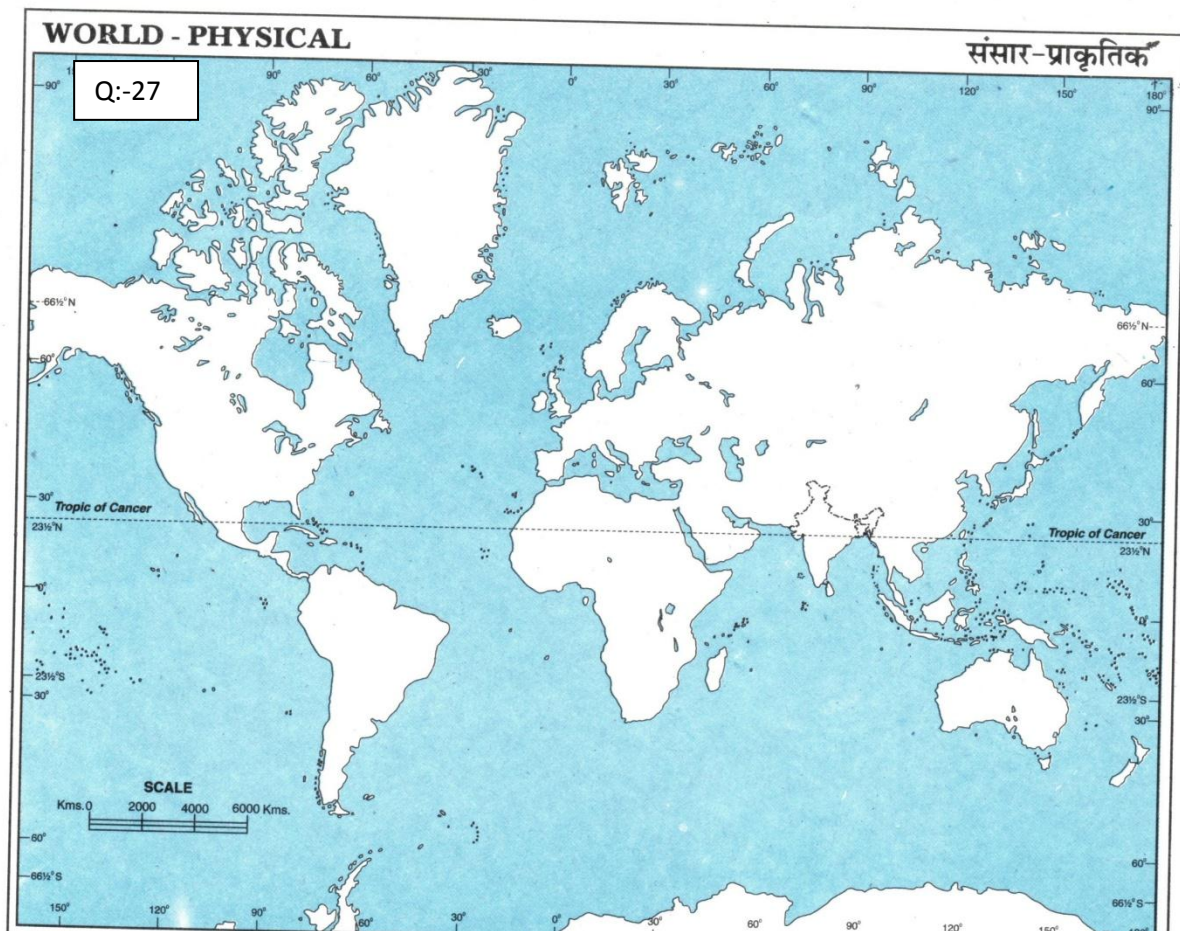 WORLD - PHYSICAL
संसार-प्राकृतिक
Q:-27
90° 60° 30° 0° 30° 60° 90° 120° 150° 180°
90° 90°
66½°N 66½°N
60° 60°
30° 30°
Tropic of Cancer Tropic of Cancer
23½°N 23½°N
0° 0°
23½°S 23½°S
30° 30°
SCALE
Kms. 0 2000 4000 6000 Kms.
60° 60°
66½°S 66½°S
150° 120° 90° 60° 30° 0° 30° 60° 90° 120° 150°